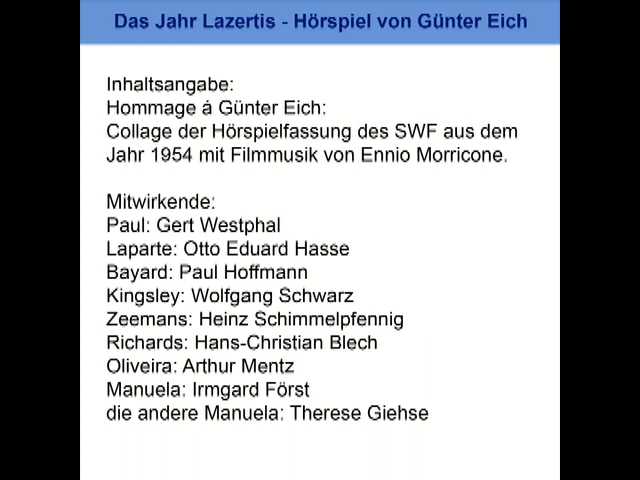 Das Jahr Lazertis - Hörspiel von Günter Eich
Inhaltsangabe:
Hommage á Günter Eich:
Collage der Hörspielfassung des SWF aus dem
Jahr 1954 mit Filmmusik von Ennio Morricone.
Mitwirkende:
Paul: Gert Westphal
Laparte: Otto Eduard Hasse
Bayard: Paul Hoffmann
Kingsley: Wolfgang Schwarz
Zeemans: Heinz Schimmelpfennig
Richards: Hans-Christian Blech
Oliveira: Arthur Mentz
Manuela: Irmgard Först
die andere Manuela: Therese Giehse